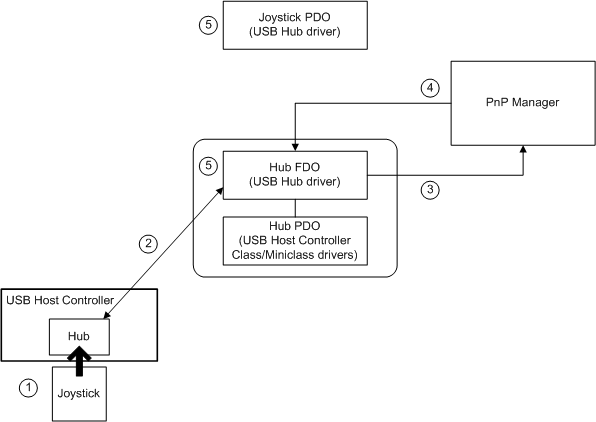 5
Joystick PDO
(USB Hub driver)
4
PnP Manager
5
Hub FDO
(USB Hub driver)
3
2
Hub PDO
(USB Host Controller
Class/Miniclass drivers)
USB Host Controller
Hub
1
Joystick